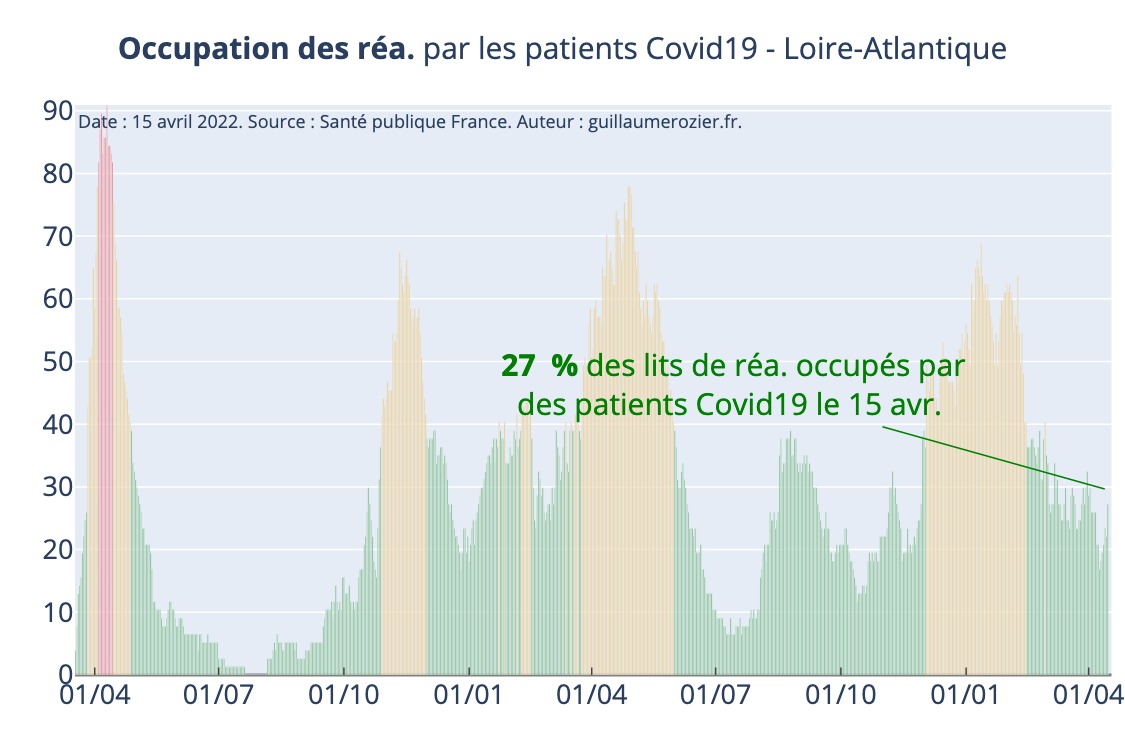 Occupation des réa. par les patients Covid19 - Loire-Atlantique
90
Date : 15 avril 2022. Source : Santé publique France. Auteur : guillaumerozier.fr.
80
70
60
50
27 % des lits de réa. occupés par
des patients Covid19 le 15 avr.
40
30
20
10
0
01/04 01/07 01/10 01/01 01/04 01/07 01/10 01/01 01/04